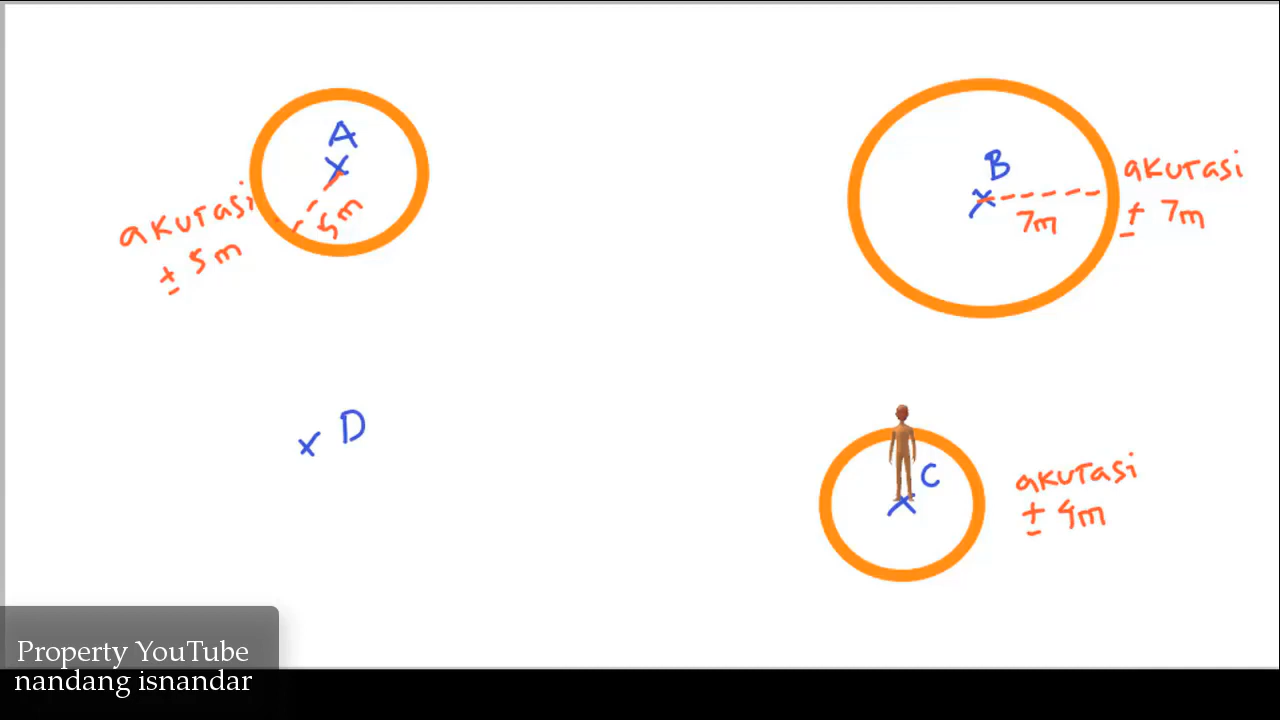 A
5m
akurasi
± 5m
B
7m
akurasi
± 7m
D
C
akurasi
± 4m
Property YouTube
nandang isnandar